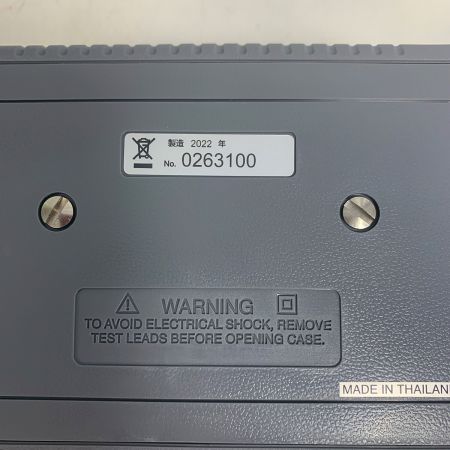 製造 2022 年
No. 0263100
WARNING
TO AVOID ELECTRICAL SHOCK, REMOVE
TEST LEADS BEFORE OPENING CASE.
MADE IN THAILAN